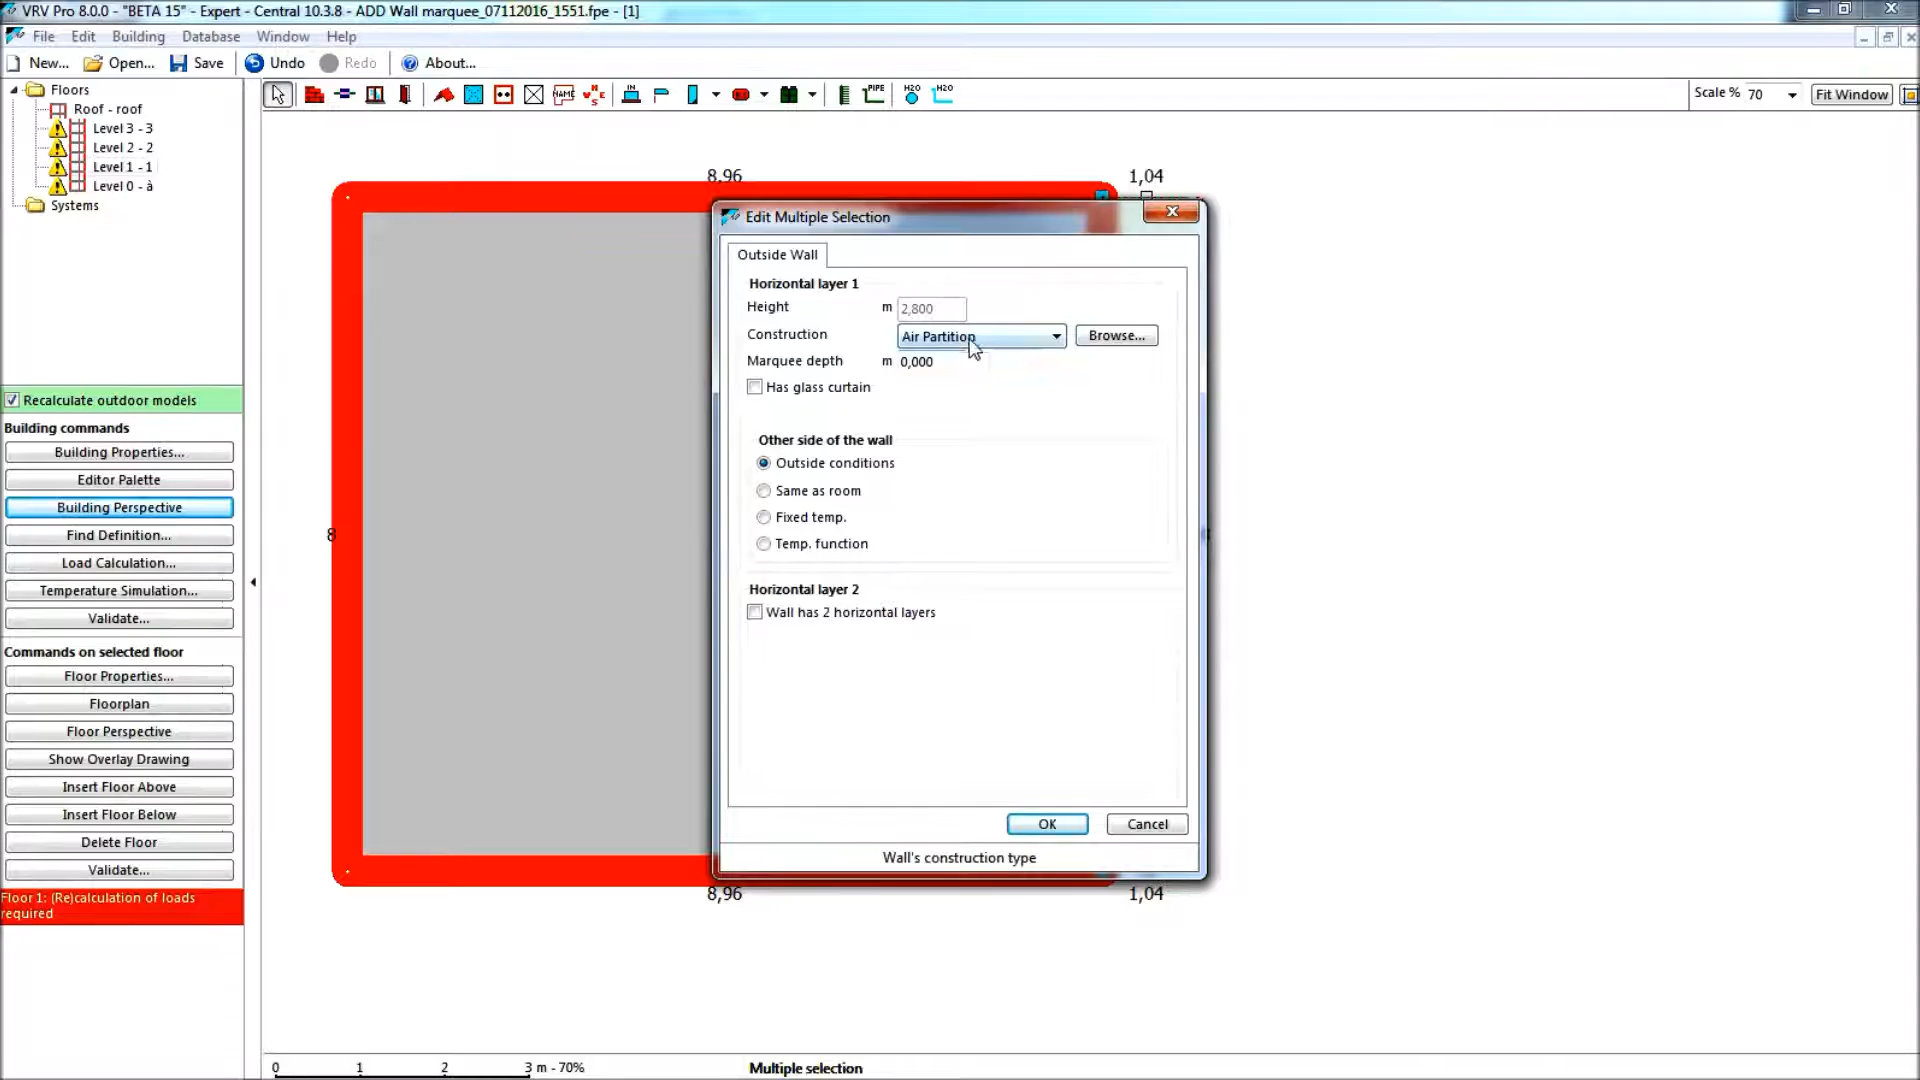 VRV Pro 8.0.0 - "BETA 15" - Expert - Central 10.3.8 - ADD Wall marquee_07112016_1551.fpe - [1]
File Edit Building Database Window Help
New... Open... Save Undo Redo About...
Floors
Roof - roof
Level 3 - 3
Level 2 - 2
Level 1 - 1
Level 0 - à
Systems
NAME
N
S
IN
PIPE
H2O
H2O
Scale % 70 Fit Window
8,96
1,04
Edit Multiple Selection
Outside Wall
Horizontal layer 1
Height m 2,800
Construction Air Partition Browse...
Marquee depth m 0,000
Has glass curtain
Other side of the wall
Outside conditions
Same as room
Fixed temp.
Temp. function
Horizontal layer 2
Wall has 2 horizontal layers
OK Cancel
Wall's construction type
8
8,96
1,04
Recalculate outdoor models
Building commands
Building Properties...
Editor Palette
Building Perspective
Find Definition...
Load Calculation...
Temperature Simulation...
Validate...
Commands on selected floor
Floor Properties...
Floorplan
Floor Perspective
Show Overlay Drawing
Insert Floor Above
Insert Floor Below
Delete Floor
Validate...
Floor 1: (Re)calculation of loads
required
0 1 2 3 m - 70%
Multiple selection